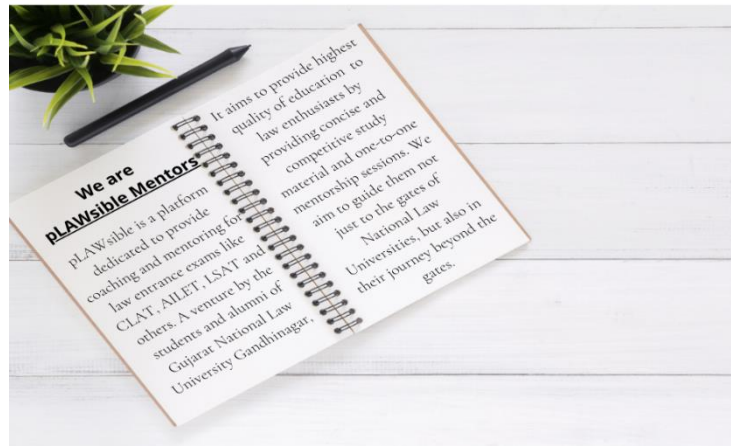 We are
pLAWsible Mentors
pLAWsible is a platform
dedicated to provide
coaching and mentoring for
law entrance exams like
CLAT, AILET, LSAT and
others. A venture by the
students and alumni of
Gujarat National Law
University Gandhinagar,
It aims to provide highest
quality of education to
law enthusiasts by
providing concise and
competitive study
material and one-to-one
mentorship sessions. We
aim to guide them not
just to the gates of
National Law
Universities, but also in
their journey beyond the
gates.